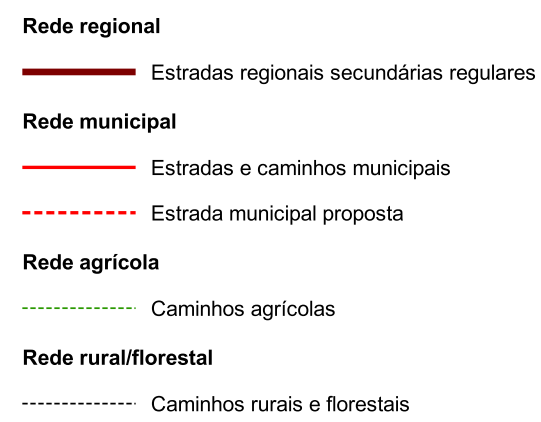 Rede regional
Estradas regionais secundárias regulares
Rede municipal
Estradas e caminhos municipais
Estrada municipal proposta
Rede agrícola
Caminhos agrícolas
Rede rural/florestal
Caminhos rurais e florestais